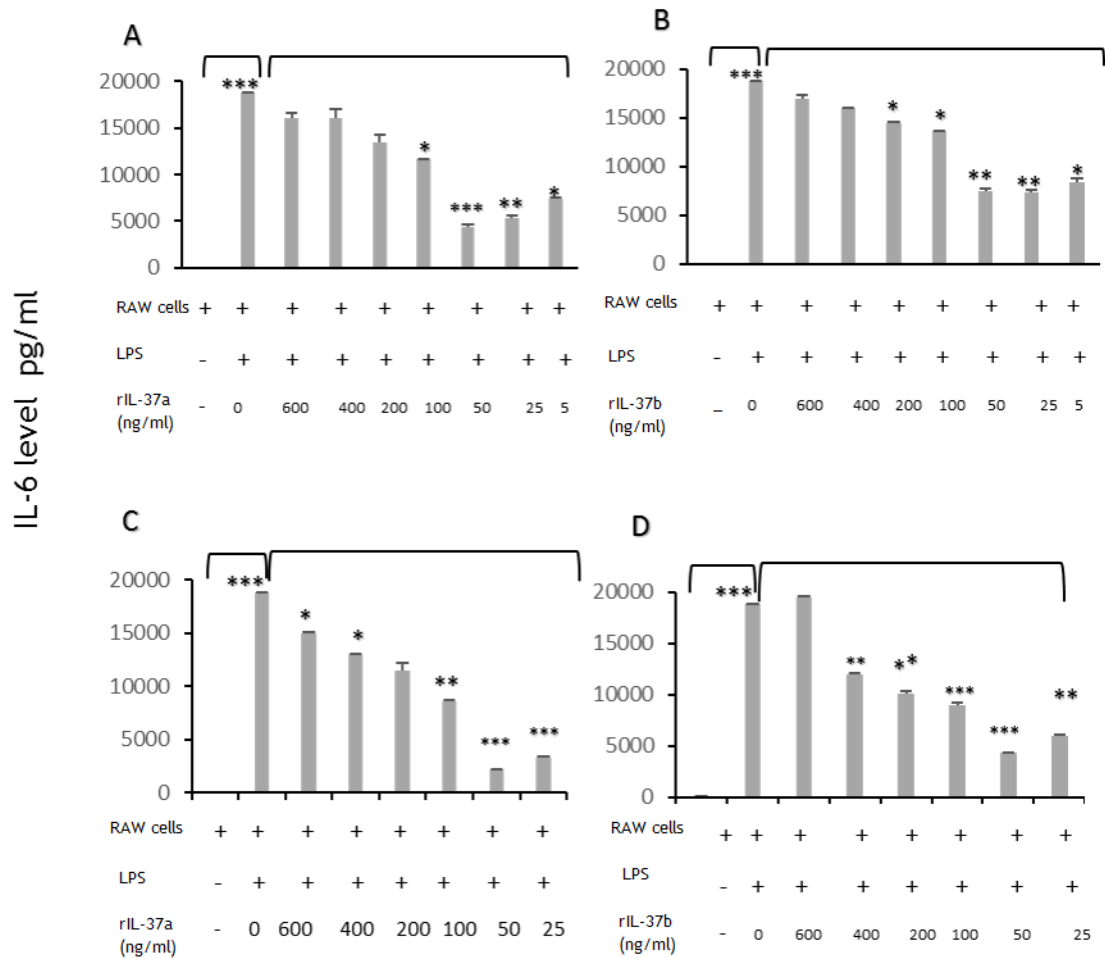 IL-6 level pg/ml
A
***
20000
15000
10000
5000
0
*
***
**
*
RAW cells + + + + + + + + +
LPS - + + + + + + + +
rIL-37a
(ng/ml)
- 0 600 400 200 100 50 25 5
B
***
20000
15000
10000
5000
0
* *
** ** *
RAW cells + + + + + + + + +
LPS - + + + + + + + +
rIL-37b
(ng/ml)
_ 0 600 400 200 100 50 25 5
C
***
20000
15000
10000
5000
0
* *
**
*** ***
RAW cells + + + + + + + +
LPS - + + + + + + +
rIL-37a
(ng/ml)
- 0 600 400 200 100 50 25
D
***
20000
15000
10000
5000
0
** **
*** *** **
RAW cells + + + + + + + +
LPS - + + + + + + +
rIL-37b
(ng/ml)
- 0 600 400 200 100 50 25